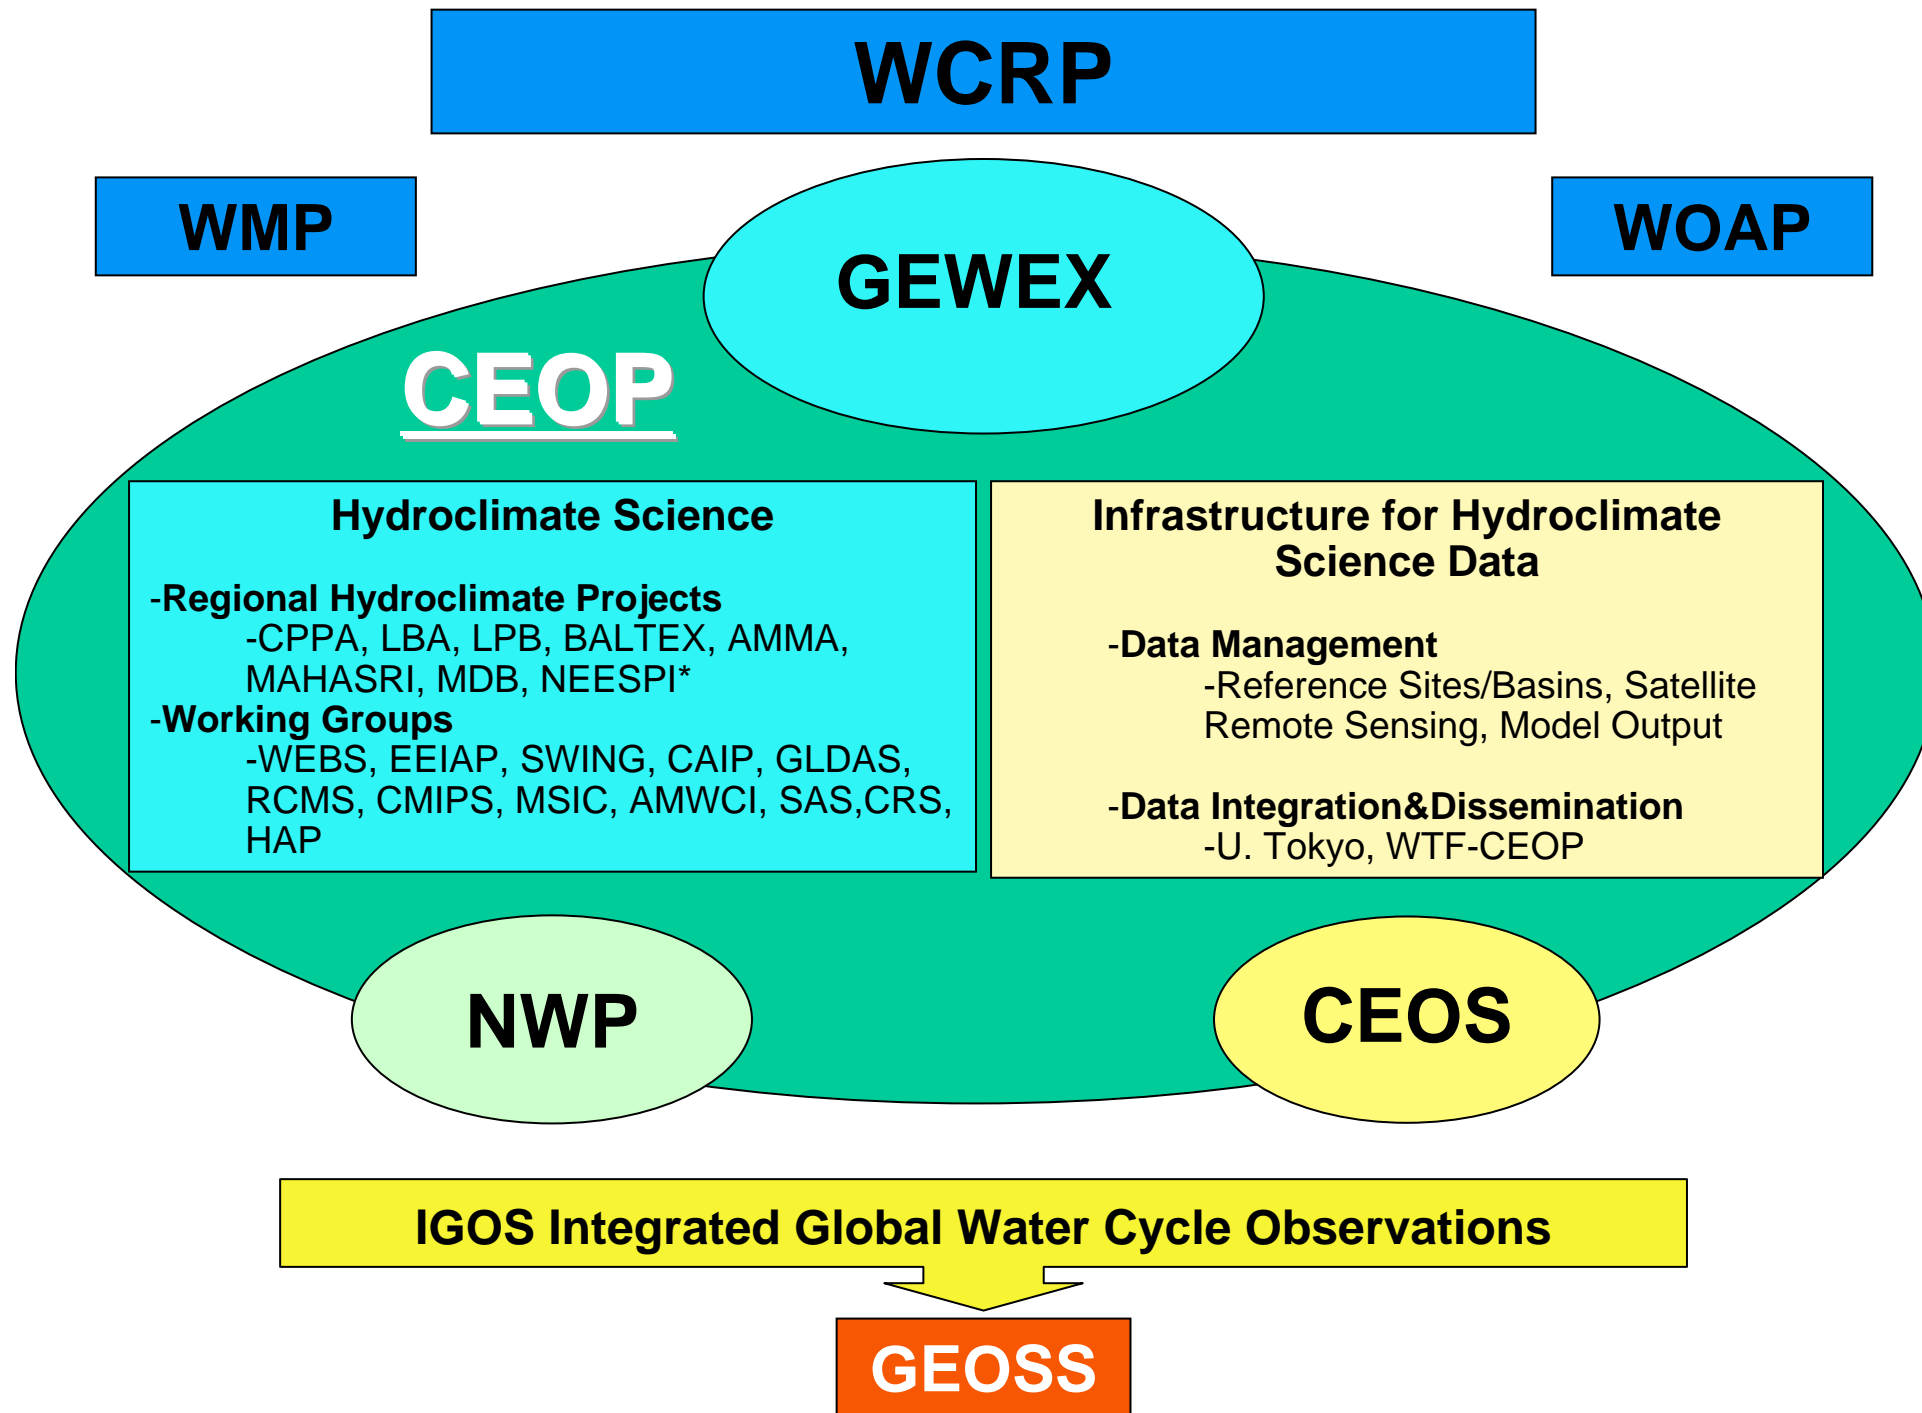 WCRP
WMP
WOAP
GEWEX
CEOP
Hydroclimate Science
-Regional Hydroclimate Projects
-CPPA, LBA, LPB, BALTEX, AMMA,
MAHASRI, MDB, NEESPI*
-Working Groups
-WEBS, EEIAP, SWING, CAIP, GLDAS,
RCMS, CMIPS, MSIC, AMWCI, SAS,CRS,
HAP
Infrastructure for Hydroclimate
Science Data
-Data Management
-Reference Sites/Basins, Satellite
Remote Sensing, Model Output
-Data Integration&Dissemination
-U. Tokyo, WTF-CEOP
NWP
CEOS
IGOS Integrated Global Water Cycle Observations
GEOSS